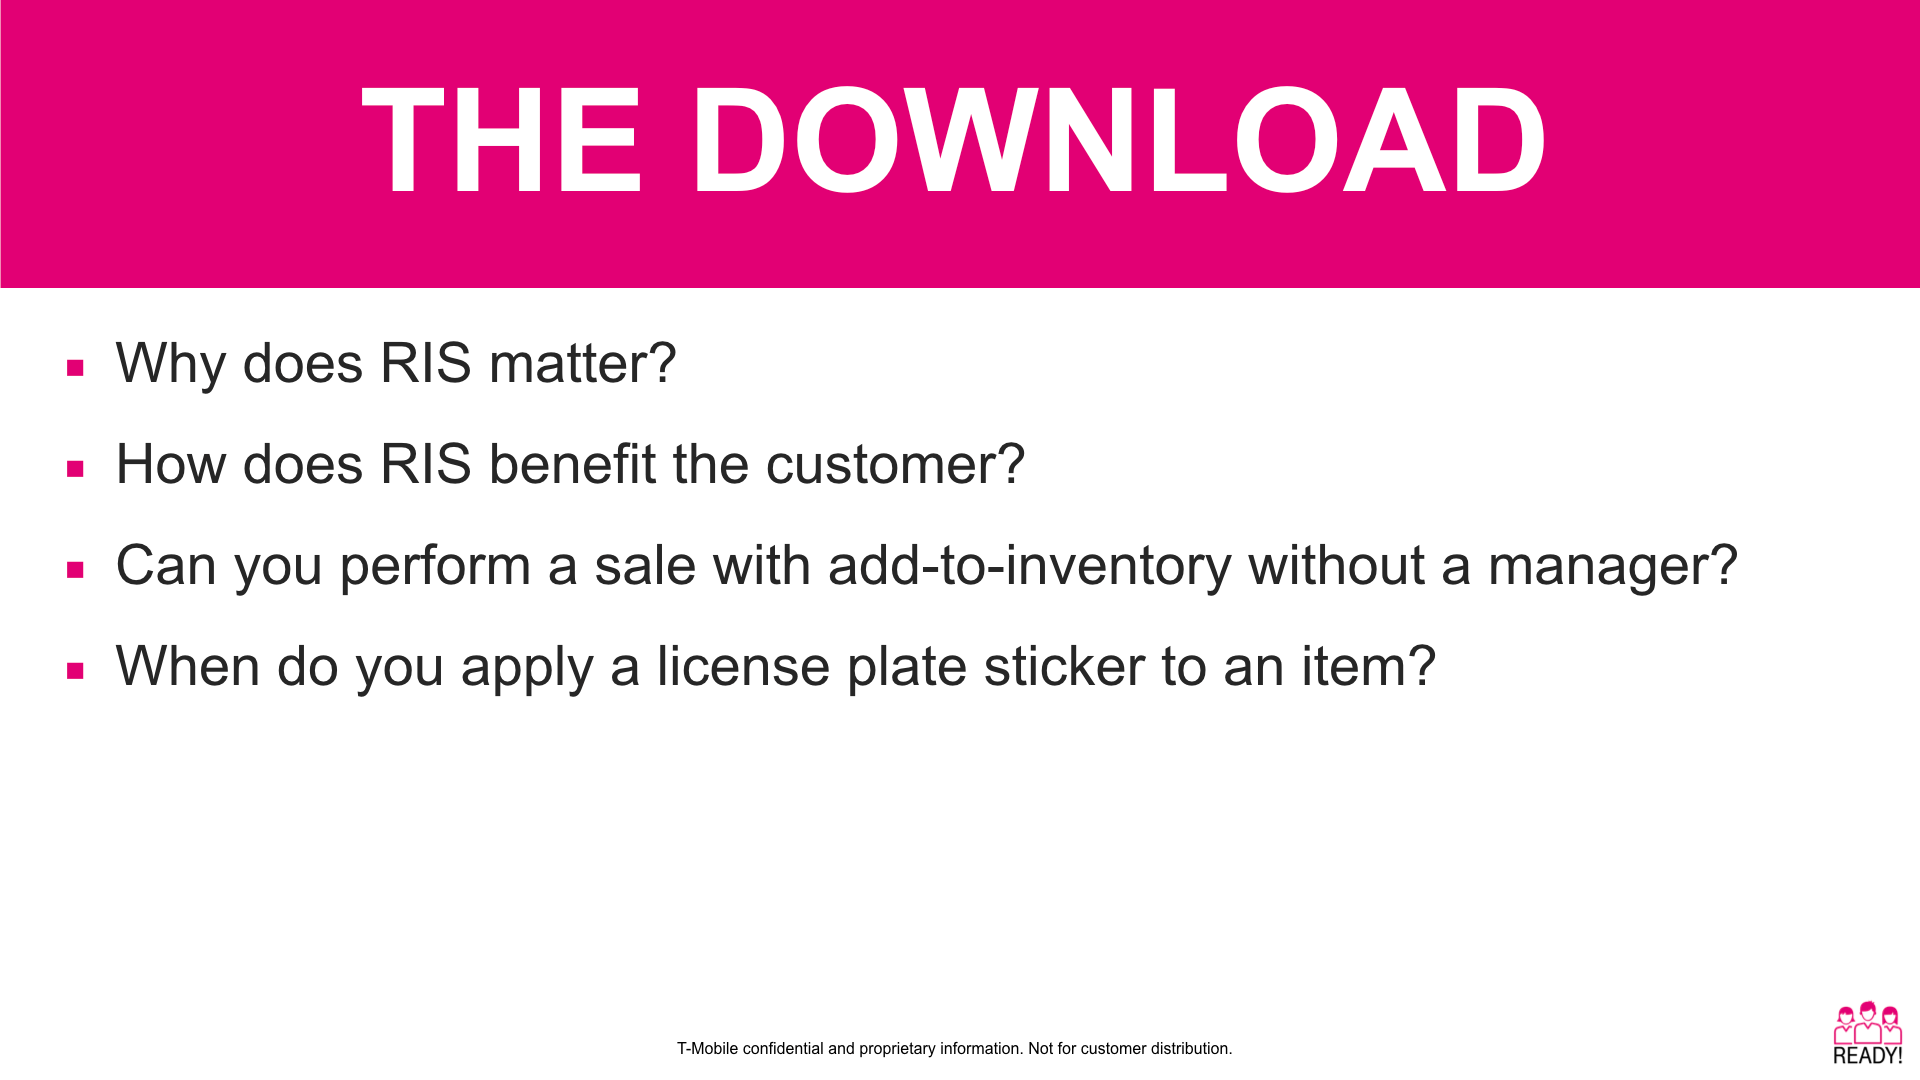 THE DOWNLOAD
Why does RIS matter?
How does RIS benefit the customer?
Can you perform a sale with add-to-inventory without a manager?
When do you apply a license plate sticker to an item?
T-Mobile confidential and proprietary information. Not for customer distribution.
READY!